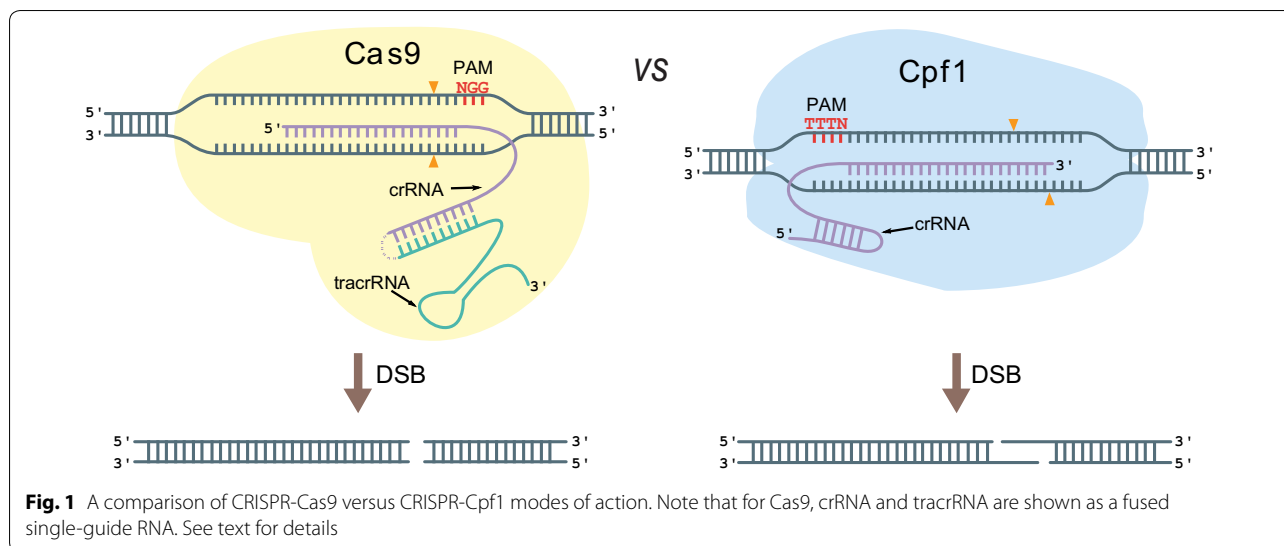 Cas9
VS
Cpf1
PAM
NGG
5'
3'
5'
3'
5'
crRNA
tracrRNA
3'
PAM
TTTN
5'
3'
3'
5'
3'
crRNA
5'
DSB
DSB
5'
3'
3'
5'
5'
3'
3'
5'
Fig. 1 A comparison of CRISPR-Cas9 versus CRISPR-Cpf1 modes of action. Note that for Cas9, crRNA and tracrRNA are shown as a fused
single-guide RNA. See text for details